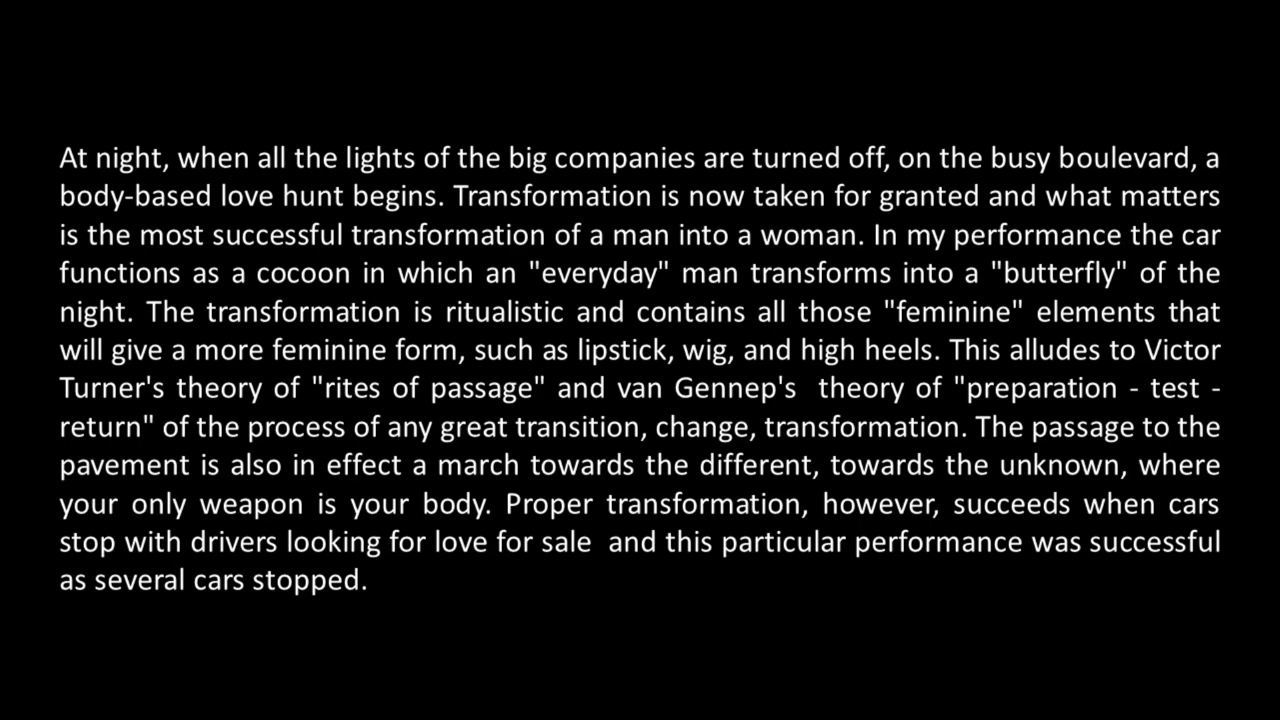 At night, when all the lights of the big companies are turned off, on the busy boulevard, a
body-based love hunt begins. Transformation is now taken for granted and what matters
is the most successful transformation of a man into a woman. In my performance the car
functions as a cocoon in which an "everyday" man transforms into a "butterfly" of the
night. The transformation is ritualistic and contains all those "feminine" elements that
will give a more feminine form, such as lipstick, wig, and high heels. This alludes to Victor
Turner's theory of "rites of passage" and van Gennep's  theory of "preparation - test -
return" of the process of any great transition, change, transformation. The passage to the
pavement is also in effect a march towards the different, towards the unknown, where
your only weapon is your body. Proper transformation, however, succeeds when cars
stop with drivers looking for love for sale  and this particular performance was successful
as several cars stopped.